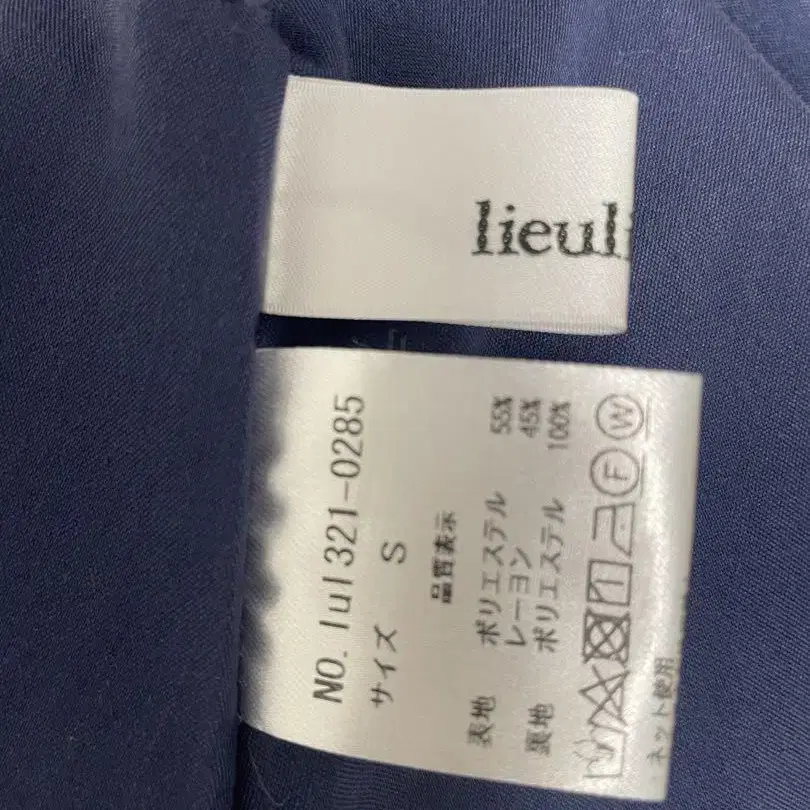 lieul
NO. lul321-0285
サイズ S
品質表示
表地 ポリエステル 55%
レーヨン 45%
裏地 ポリエステル 100%
F W
ネット使用